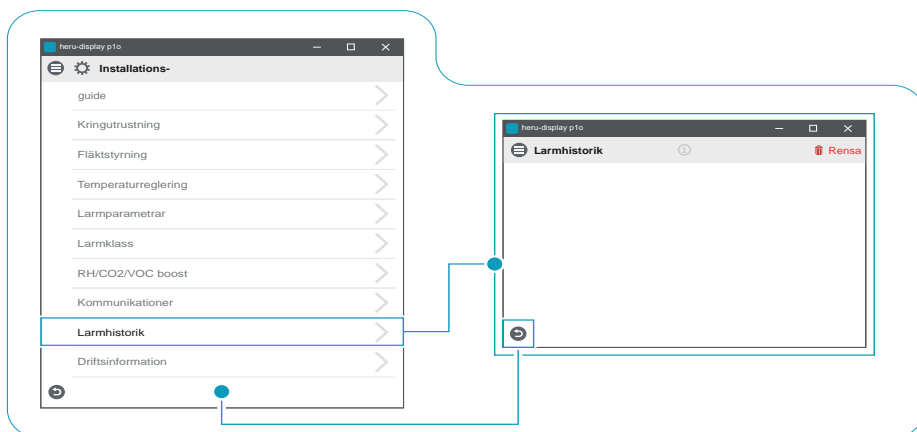 heru-display p1o
Installations-
guide
Kringutrustning
Fläktstyrning
Temperaturreglering
Larmparametrar
Larmklass
RH/CO2/VOC boost
Kommunikationer
Larmhistorik
Driftsinformation
heru-display p1o
Larmhistorik
Rensa